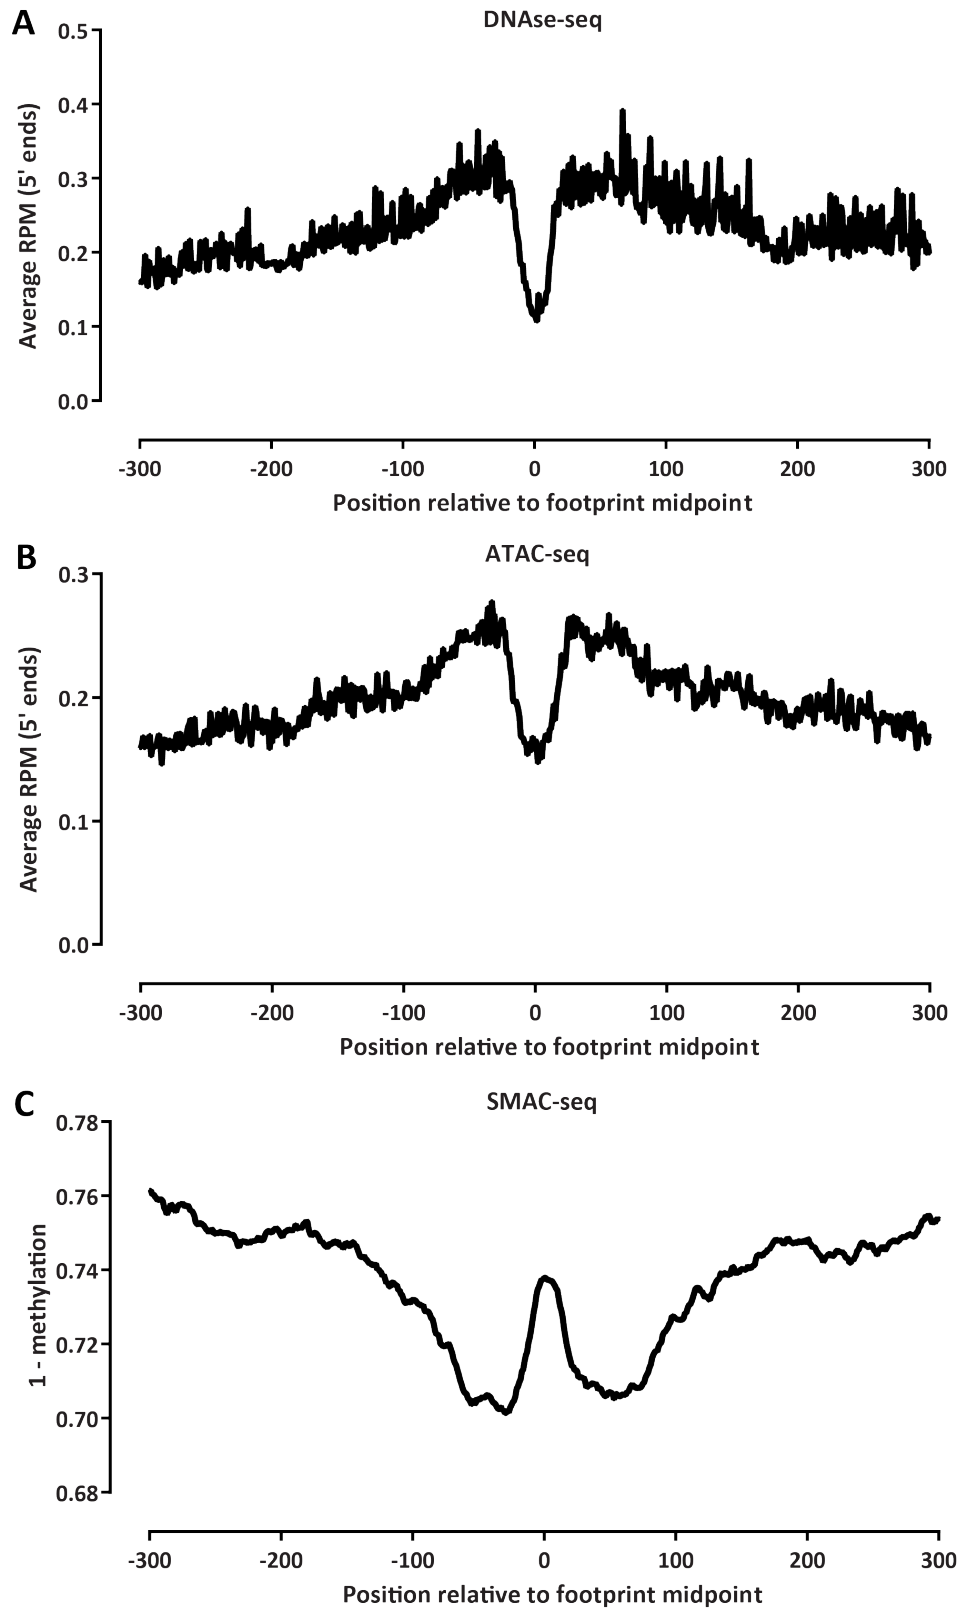 A
DNAse-seq
0.5
0.4
0.3
0.2
0.1
0.0
Average RPM (5' ends)
-300 -200 -100 0 100 200 300
Position relative to footprint midpoint
B
ATAC-seq
0.3
0.2
0.1
0.0
Average RPM (5' ends)
-300 -200 -100 0 100 200 300
Position relative to footprint midpoint
C
SMAC-seq
0.78
0.76
0.74
0.72
0.70
0.68
1 - methylation
-300 -200 -100 0 100 200 300
Position relative to footprint midpoint